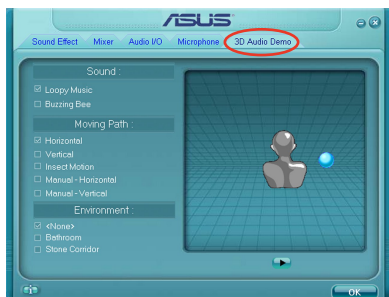 ASUS
Sound Effect Mixer Audio I/O Microphone 3D Audio Demo
Sound :
Loopy Music
Buzzing Bee
Moving Path :
Horizontal
Vertical
Insect Motion
Manual-Horizontal
Manual-Vertical
Environment :
<None>
Bathroom
Stone Corridor
OK